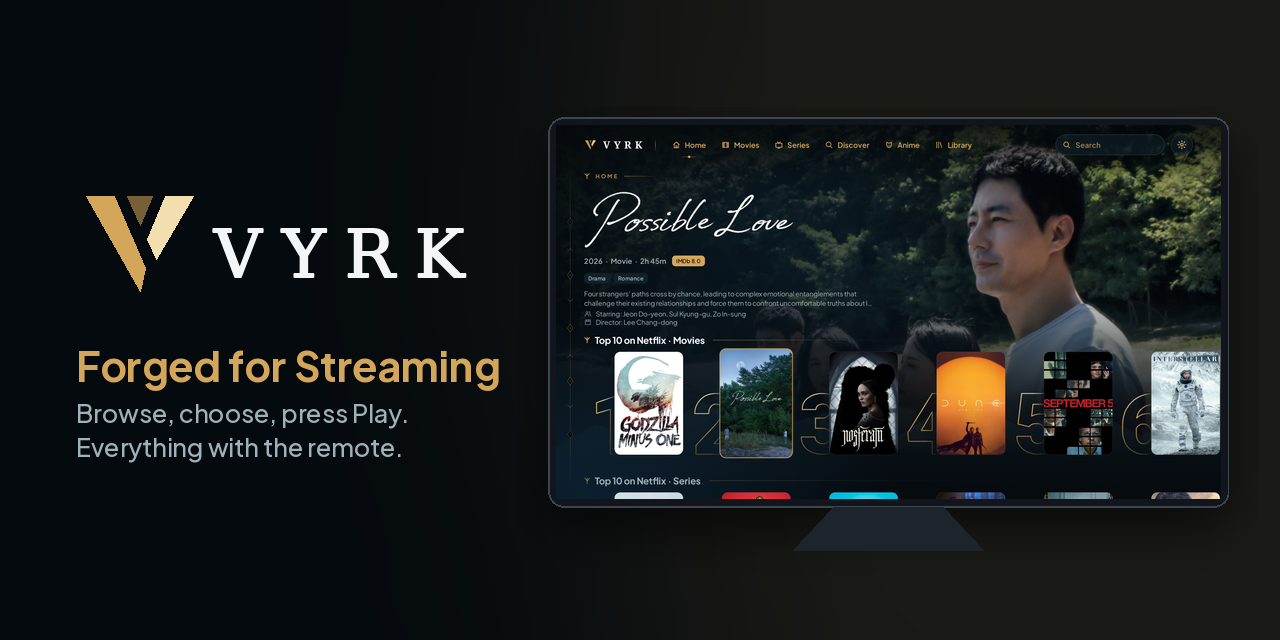 VYRK
Forged for Streaming
Browse, choose, press Play.
Everything with the remote.
VYRK
Home
Movies
Series
Discover
Anime
Library
Search
HOME
Possible Love
2026 · Movie · 2h 45m
IMDb 8.0
Drama
Romance
Four strangers' paths cross by chance, leading to complex emotional entanglements that
challenge their existing relationships and force them to confront uncomfortable truths about l...
Starring: Jeon Do-yeon, Sul Kyung-gu, Zo In-sung
Director: Lee Chang-dong
Top 10 on Netflix · Movies
1
GODZILLA
MINUS ONE
2
Possible Love
3
nosferatu
4
DUNE
5
SEPTEMBER 5
6
INTERSTELLAR
Top 10 on Netflix · Series